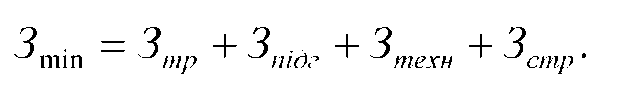 З_min = З_тр + З_підг + З_техн + З_стр.